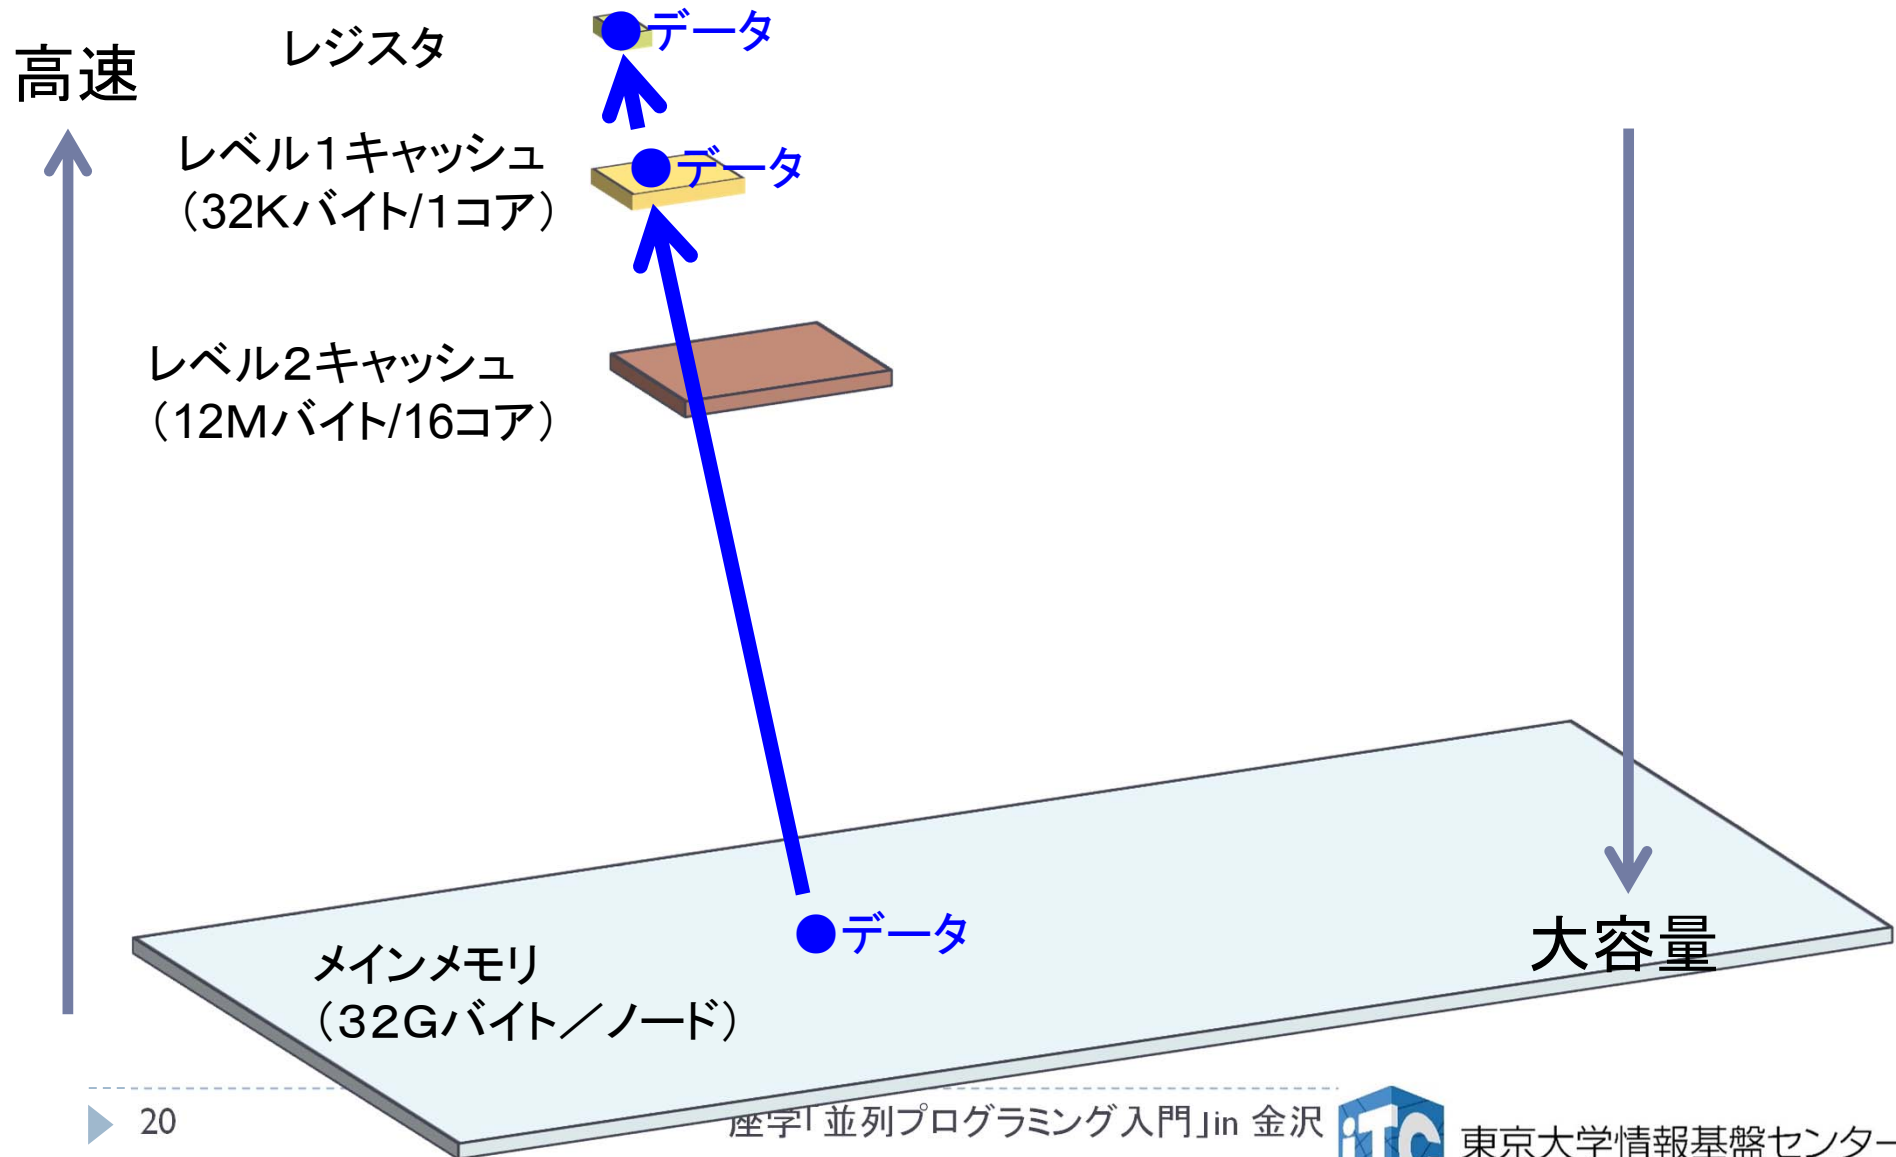 高速
レジスタ
データ
レベル1キャッシュ
(32Kバイト/1コア)
データ
レベル2キャッシュ
(12Mバイト/16コア)
データ
メインメモリ
(32Gバイト/ノード)
大容量
20
座学「並列プログラミング入門」in 金沢
iTC
東京大学情報基盤センター